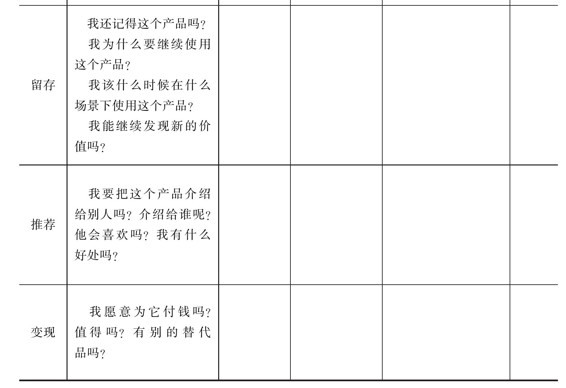 我还记得这个产品吗？
我为什么要继续使用
这个产品？
留存
我该什么时候在什么
场景下使用这个产品？
我能继续发现新的价
值吗？
我要把这个产品介绍
给别人吗？介绍给谁呢？
推荐
他会喜欢吗？我有什么
好处吗？
我愿意为它付钱吗？
变现
值得吗？有别的替代
品吗？